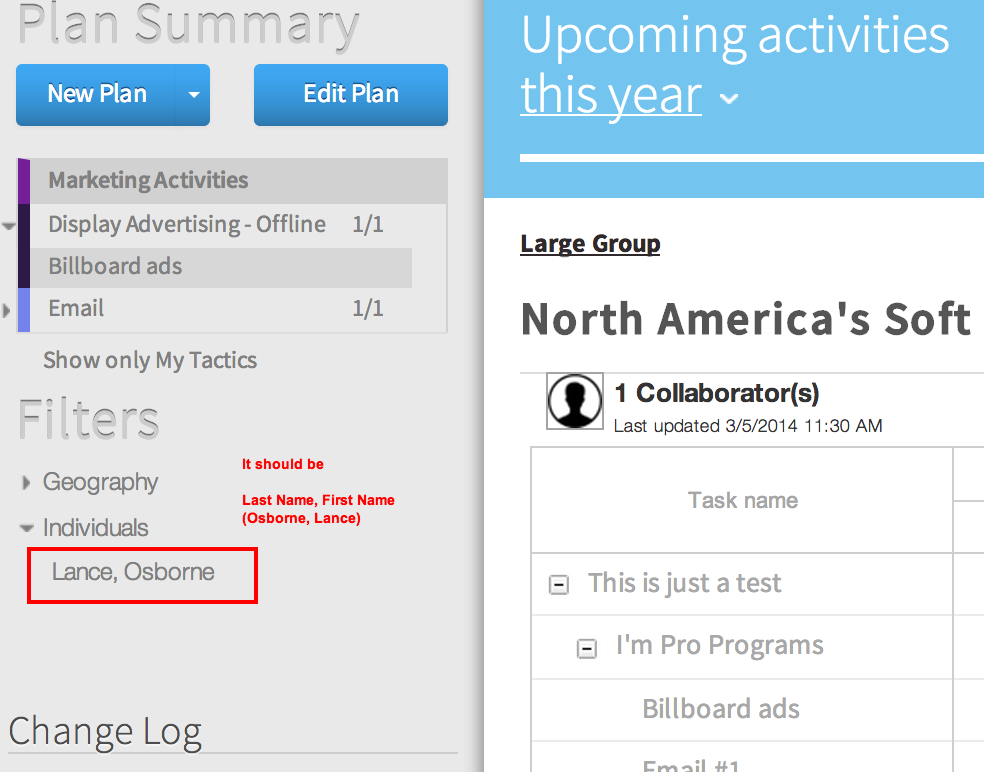 Plan Summary
New Plan
Edit Plan
Marketing Activities
Display Advertising - Offline 1/1
Billboard ads
Email 1/1
Show only My Tactics
Filters
Geography
Individuals
Lance, Osborne
It should be
Last Name, First Name
(Osborne, Lance)
Change Log
Upcoming activities
this year
Large Group
North America's Soft
1 Collaborator(s)
Last updated 3/5/2014 11:30 AM
Task name
This is just a test
I'm Pro Programs
Billboard ads
Email #1